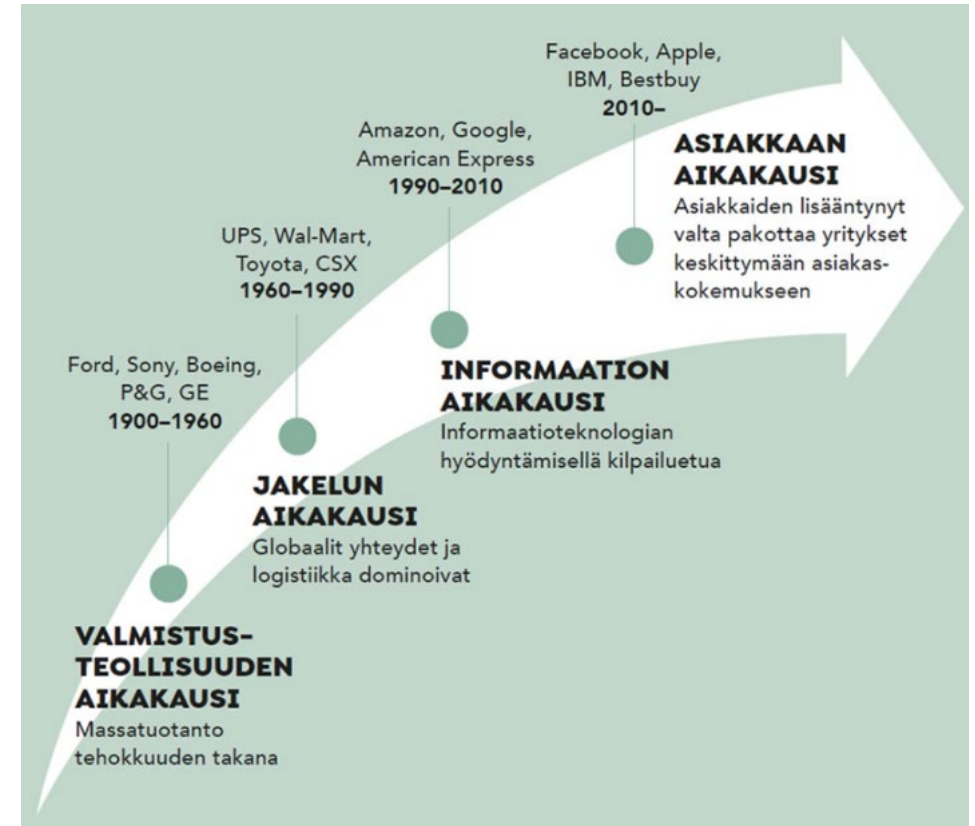 Facebook, Apple,
IBM, Bestbuy
2010–
ASIAKKAAN
AIKAKAUSI
Asiakkaiden lisääntynyt
valta pakottaa yritykset
keskittymään asiakas-
kokemukseen
Amazon, Google,
American Express
1990–2010
INFORMAATION
AIKAKAUSI
Informaatioteknologian
hyödyntämisellä kilpailuetua
UPS, Wal-Mart,
Toyota, CSX
1960–1990
JAKELUN
AIKAKAUSI
Globaalit yhteydet ja
logistiikka dominoivat
Ford, Sony, Boeing,
P&G, GE
1900–1960
VALMISTUS-
TEOLLISUUDEN
AIKAKAUSI
Massatuotanto
tehokkuuden takana